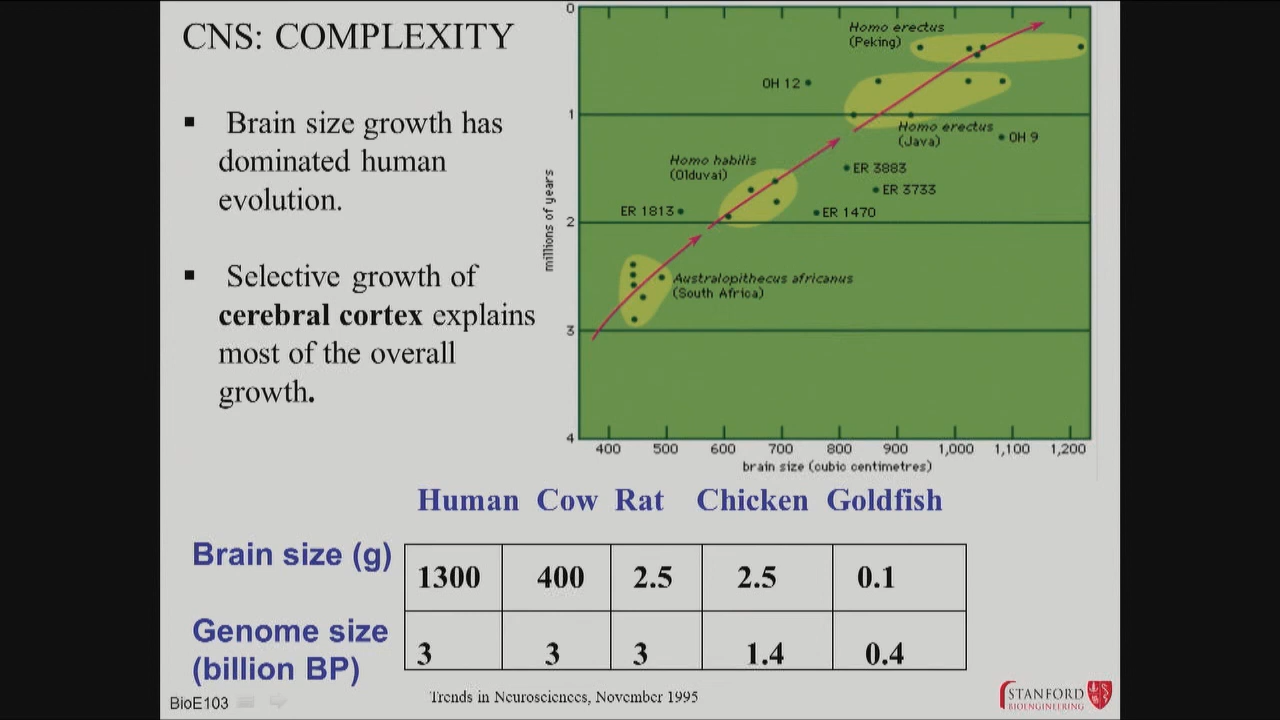 CNS: COMPLEXITY
▪ Brain size growth has
dominated human
evolution.
▪ Selective growth of
cerebral cortex explains
most of the overall
growth.
0
1
2
3
4
millions of years
Homo erectus
(Peking)
OH 12
Homo erectus
(Java)
OH 9
Homo habilis
(Olduvai)
ER 3883
ER 3733
ER 1813
ER 1470
Australopithecus africanus
(South Africa)
400 500 600 700 800 900 1,000 1,100 1,200
brain size (cubic centimetres)
Human Cow Rat Chicken Goldfish
Brain size (g) 1300 400 2.5 2.5 0.1
Genome size
(billion BP) 3 3 3 1.4 0.4
BioE103
Trends in Neurosciences, November 1995
STANFORD
BIOENGINEERING